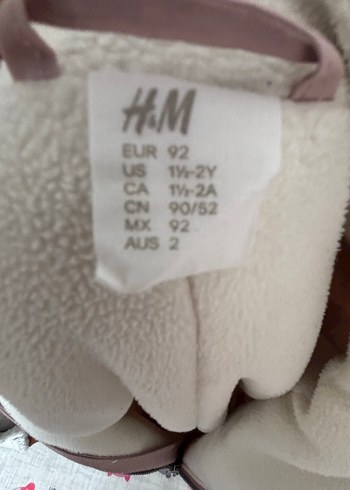 H&M
EUR 92
US 1½-2Y
CA 1½-2A
CN 90/52
MX 92
AUS 2